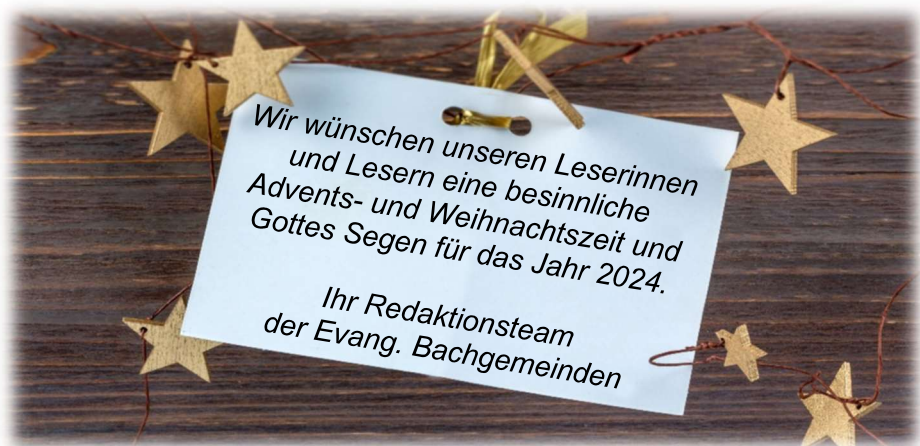 Wir wünschen unseren Leserinnen
und Lesern eine besinnliche
Advents- und Weihnachtszeit und
Gottes Segen für das Jahr 2024.
Ihr Redaktionsteam
der Evang. Bachgemeinden